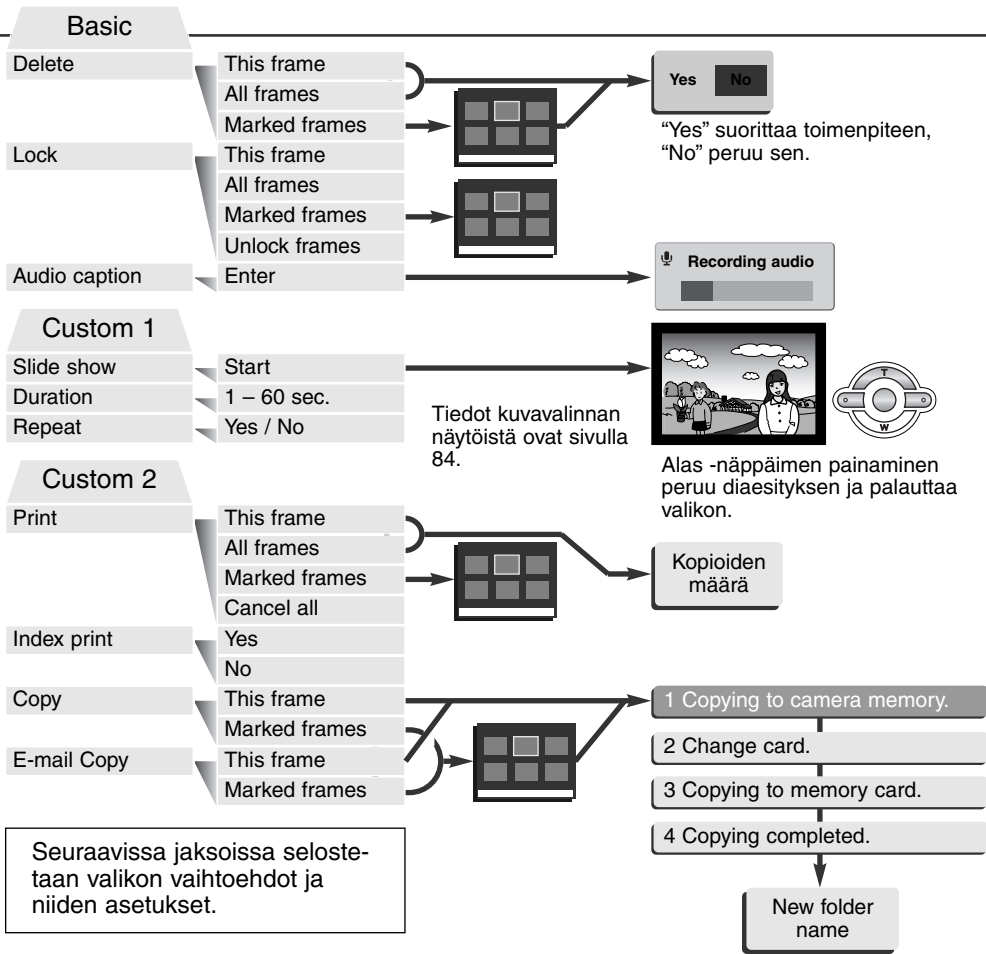 Basic
Delete
This frame
All frames
Marked frames
Yes No
“Yes” suorittaa toimenpiteen,
“No” peruu sen.
Lock
This frame
All frames
Marked frames
Unlock frames
Audio caption
Enter
Recording audio
Custom 1
Slide show
Start
Duration
1 – 60 sec.
Repeat
Yes / No
Tiedot kuvavalinnan
näytöistä ovat sivulla
84.
T
W
Alas -näppäimen painaminen
peruu diaesityksen ja palauttaa
valikon.
Custom 2
Print
This frame
All frames
Marked frames
Cancel all
Kopioiden
määrä
Index print
Yes
No
Copy
This frame
Marked frames
E-mail Copy
This frame
Marked frames
1 Copying to camera memory.
2 Change card.
3 Copying to memory card.
4 Copying completed.
New folder
name
Seuraavissa jaksoissa seloste-
taan valikon vaihtoehdot ja
niiden asetukset.